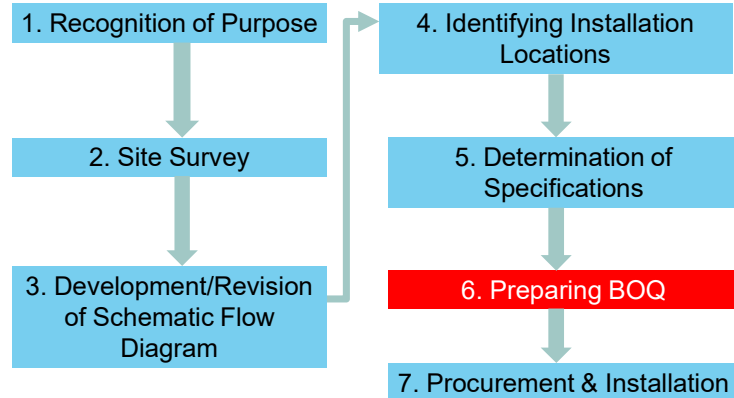 1. Recognition of Purpose
2. Site Survey
3. Development/Revision
of Schematic Flow
Diagram
4. Identifying Installation
Locations
5. Determination of
Specifications
6. Preparing BOQ
7. Procurement & Installation